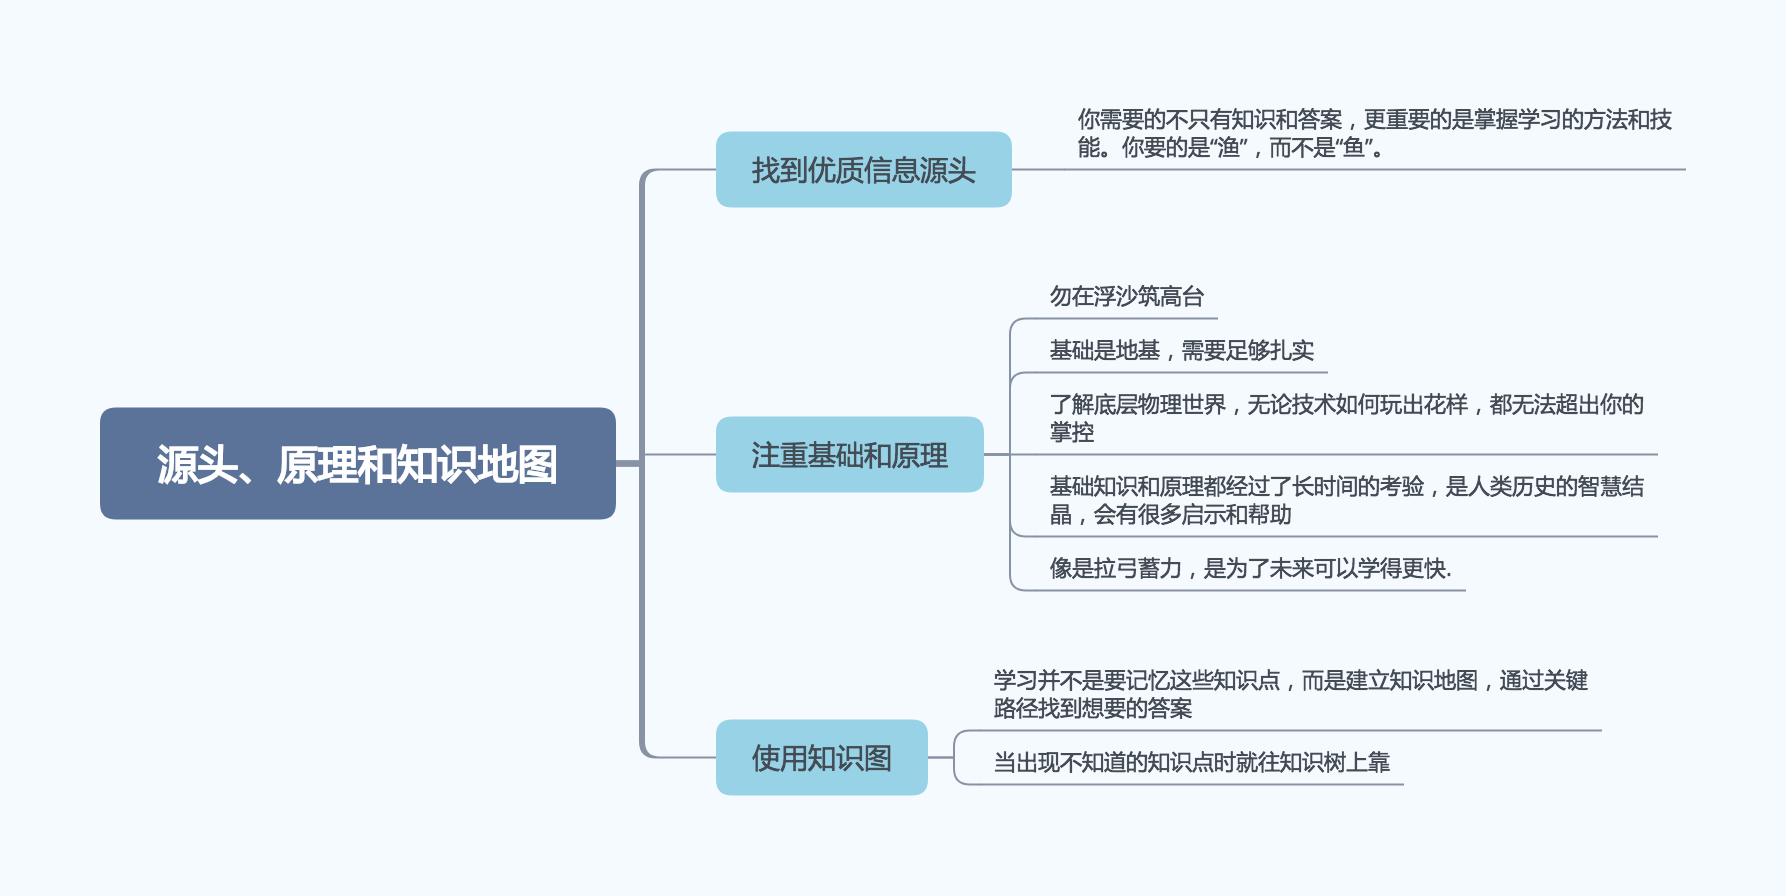 源头、原理和知识地图
找到优质信息源头
你需要的不只有知识和答案，更重要的是掌握学习的方法和技
能。你要的是“渔”，而不是“鱼”。
注重基础和原理
勿在浮沙筑高台
基础是地基，需要足够扎实
了解底层物理世界，无论技术如何玩出花样，都无法超出你的
掌控
基础知识和原理都经过了长时间的考验，是人类历史的智慧结
晶，会有很多启示和帮助
像是拉弓蓄力，是为了未来可以学得更快.
使用知识图
学习并不是要记忆这些知识点，而是建立知识地图，通过关键
路径找到想要的答案
当出现不知道的知识点时就往知识树上靠